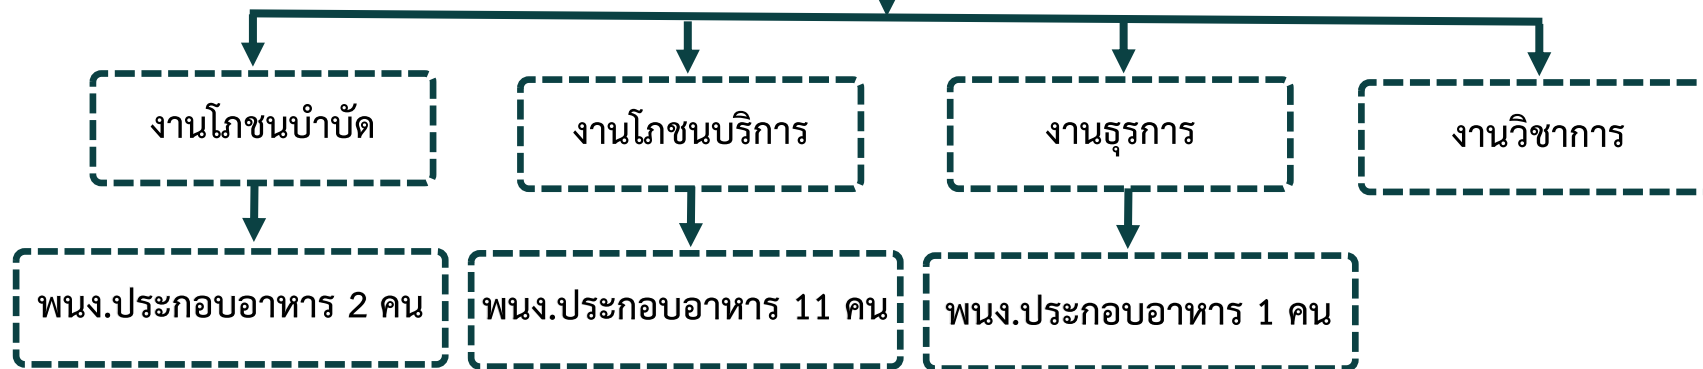 งานโภชนบำบัด
งานโภชนบริการ
งานธุรการ
งานวิชาการ
พนง.ประกอบอาหาร 2 คน
พนง.ประกอบอาหาร 11 คน
พนง.ประกอบอาหาร 1 คน